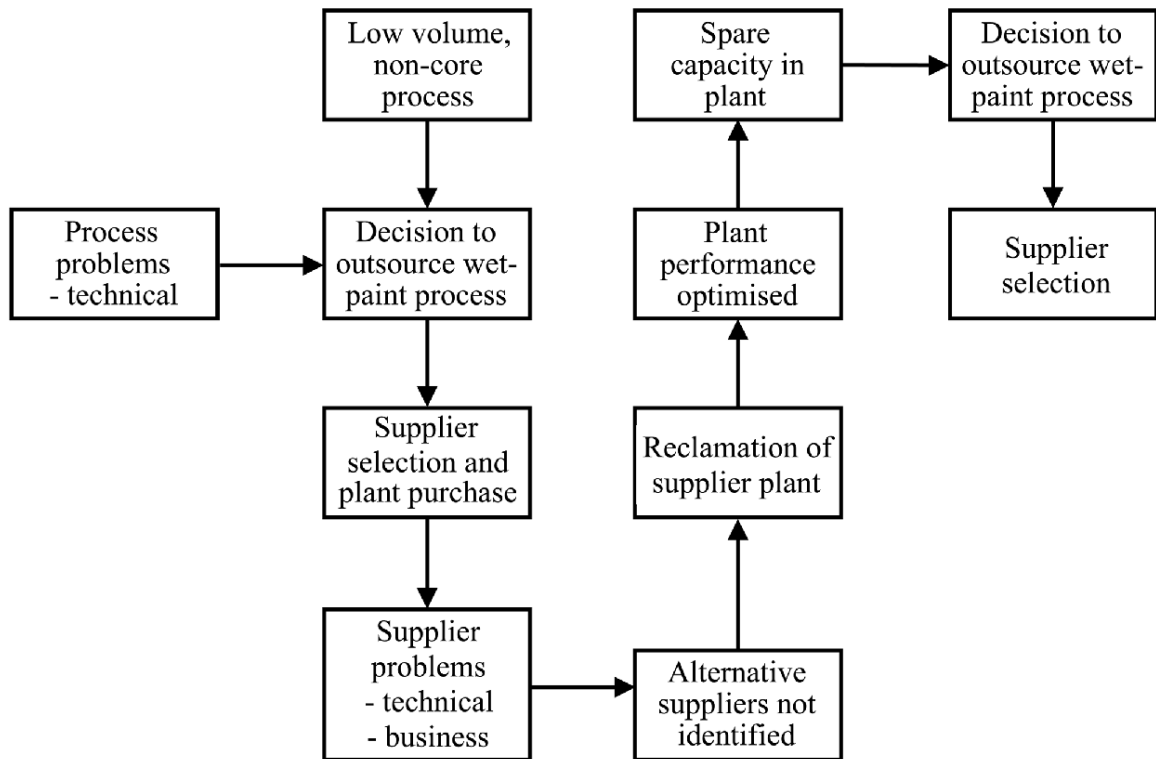 Low volume,
non-core
process
Process
problems
- technical
Decision to
outsource wet-
paint process
Supplier
selection and
plant purchase
Supplier
problems
- technical
- business
Alternative
suppliers not
identified
Reclamation of
supplier plant
Plant
performance
optimised
Spare
capacity in
plant
Decision to
outsource wet-
paint process
Supplier
selection